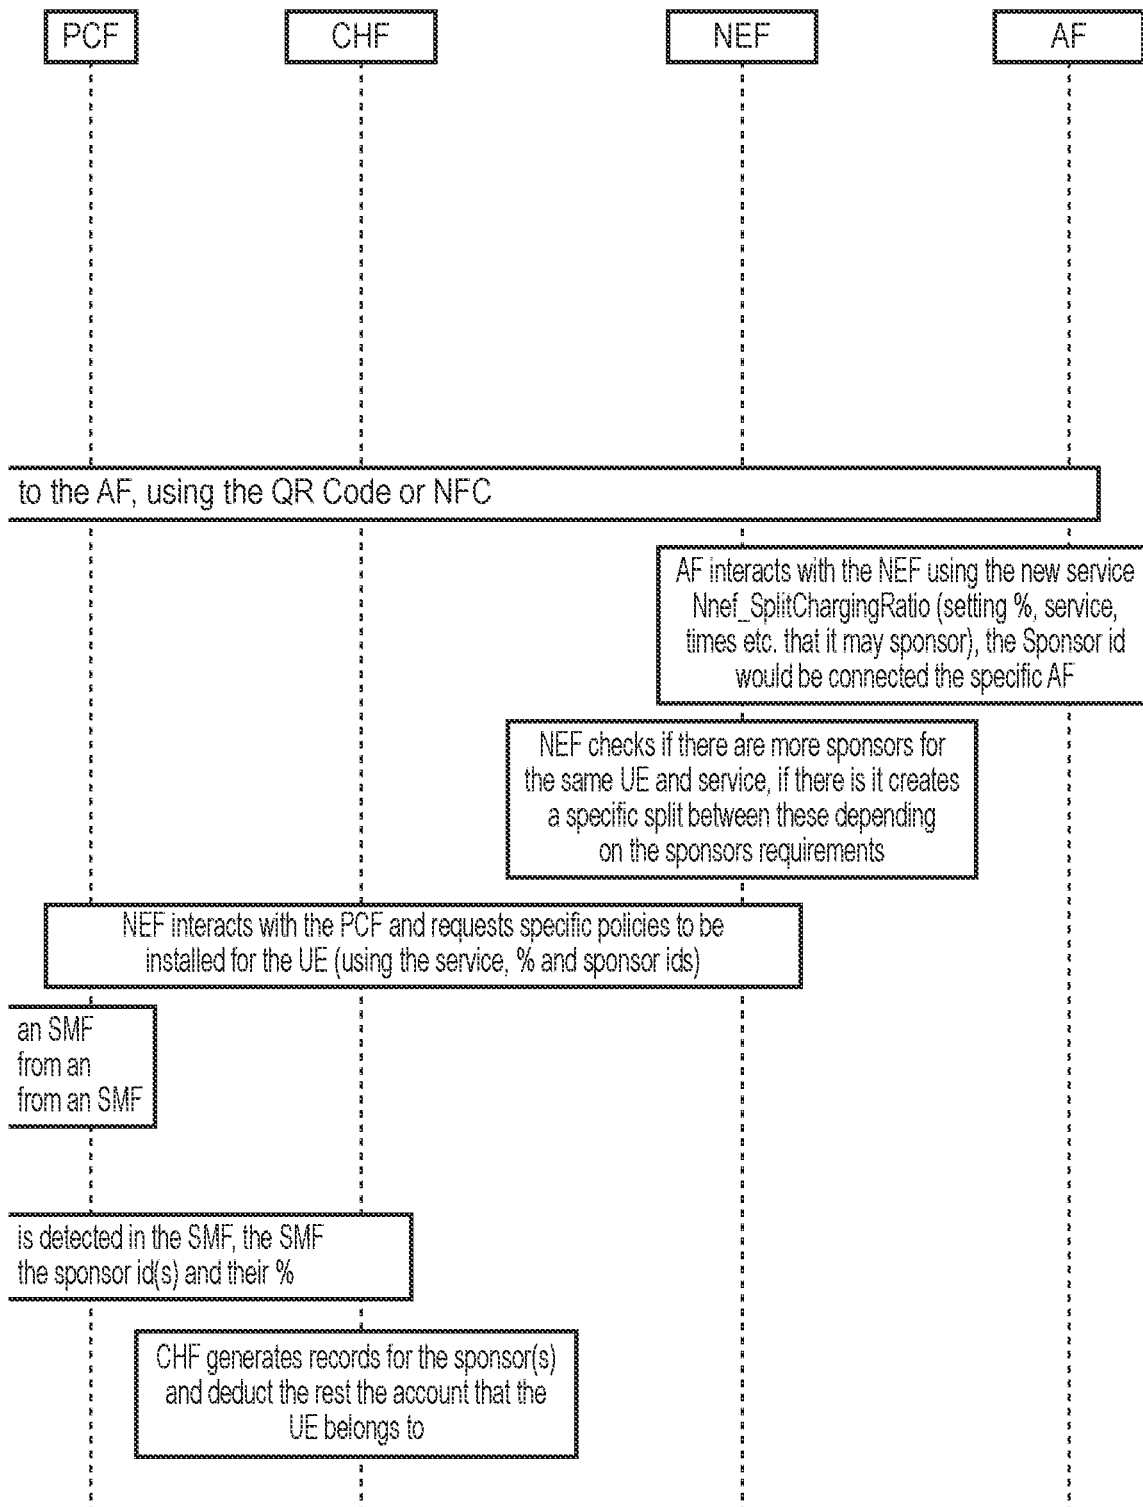 PCF
CHF
NEF
AF
to the AF, using the QR Code or NFC
AF interacts with the NEF using the new service
Nnef_SplitChargingRatio (setting %, service,
times etc. that it may sponsor), the Sponsor id
would be connected the specific AF
NEF checks if there are more sponsors for
the same UE and service, if there is it creates
a specific split between these depending
on the sponsors requirements
NEF interacts with the PCF and requests specific policies to be
installed for the UE (using the service, % and sponsor ids)
an SMF
from an
from an SMF
is detected in the SMF, the SMF
the sponsor id(s) and their %
CHF generates records for the sponsor(s)
and deduct the rest the account that the
UE belongs to